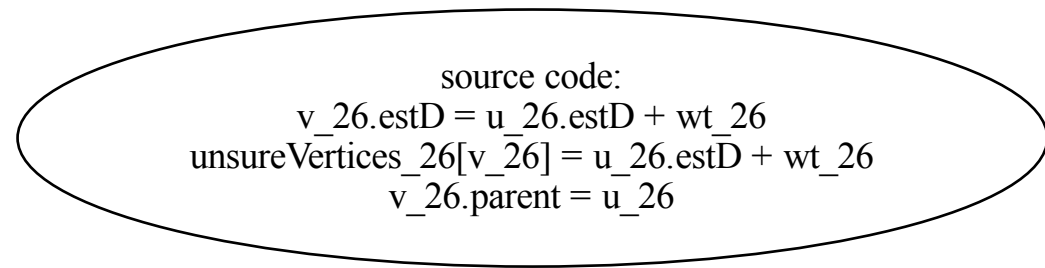 source code:
v_26.estD = u_26.estD + wt_26
unsureVertices_26[v_26] = u_26.estD + wt_26
v_26.parent = u_26